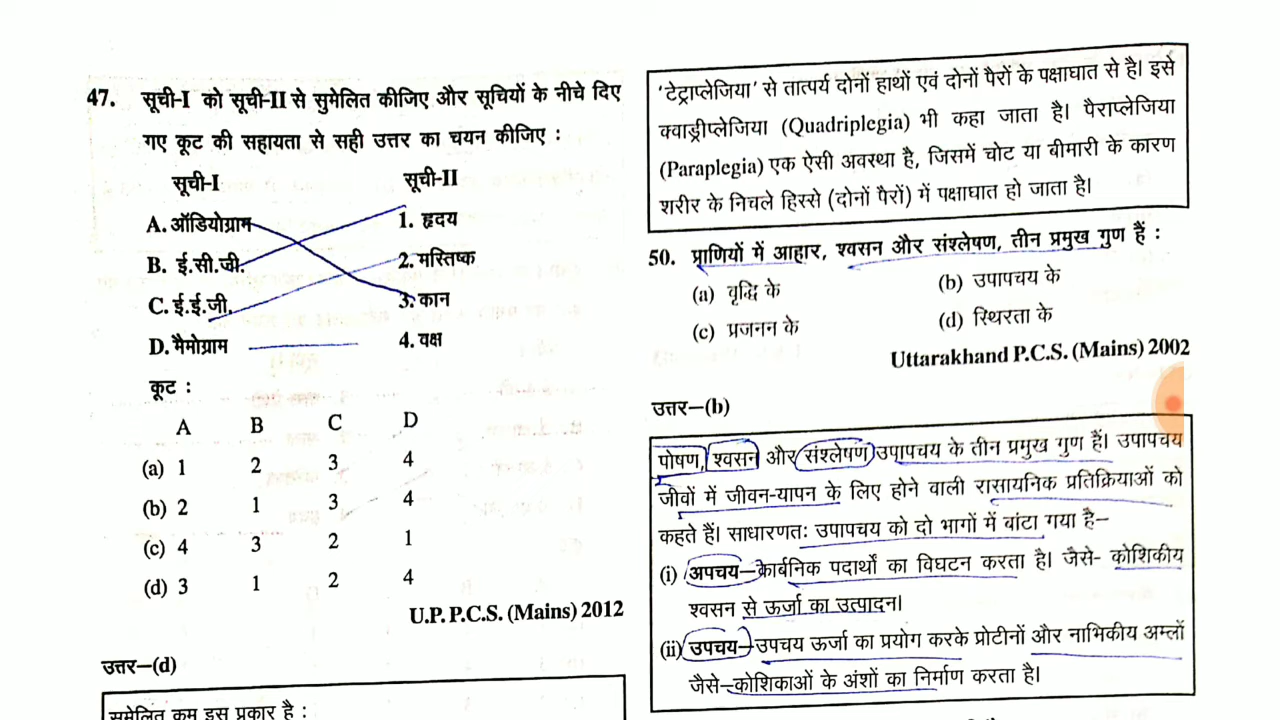 47. सूची-I को सूची-II से सुमेलित कीजिए और सूचियों के नीचे दिए
गए कूट की सहायता से सही उत्तर का चयन कीजिए :
सूची-I सूची-II
A. ऑडियोग्राम 1. हृदय
B. ई.सी.जी. 2. मस्तिष्क
C. ई.ई.जी. 3. कान
D. मैमोग्राम 4. वक्ष
कूट :
A B C D
(a) 1 2 3 4
(b) 2 1 3 4
(c) 4 3 2 1
(d) 3 1 2 4
U.P. P.C.S. (Mains) 2012
उत्तर—(d)
सुमेलित क्रम इस प्रकार है :
'टेट्राप्लेजिया' से तात्पर्य दोनों हाथों एवं दोनों पैरों के पक्षाघात से है। इसे
क्वाड्रीप्लेजिया (Quadriplegia) भी कहा जाता है। पैराप्लेजिया
(Paraplegia) एक ऐसी अवस्था है, जिसमें चोट या बीमारी के कारण
शरीर के निचले हिस्से (दोनों पैरों) में पक्षाघात हो जाता है।
50. प्राणियों में आहार, श्वसन और संश्लेषण, तीन प्रमुख गुण हैं :
(a) वृद्धि के (b) उपापचय के
(c) प्रजनन के (d) स्थिरता के
Uttarakhand P.C.S. (Mains) 2002
उत्तर—(b)
पोषण, श्वसन और संश्लेषण उपापचय के तीन प्रमुख गुण हैं। उपापचय
जीवों में जीवन-यापन के लिए होने वाली रासायनिक प्रतिक्रियाओं को
कहते हैं। साधारणतः उपापचय को दो भागों में बांटा गया है—
(i) अपचय—कार्बनिक पदार्थों का विघटन करता है। जैसे- कोशिकीय
श्वसन से ऊर्जा का उत्पादन।
(ii) उपचय—उपचय ऊर्जा का प्रयोग करके प्रोटीनों और नाभिकीय अम्लों
जैसे—कोशिकाओं के अंशों का निर्माण करता है।